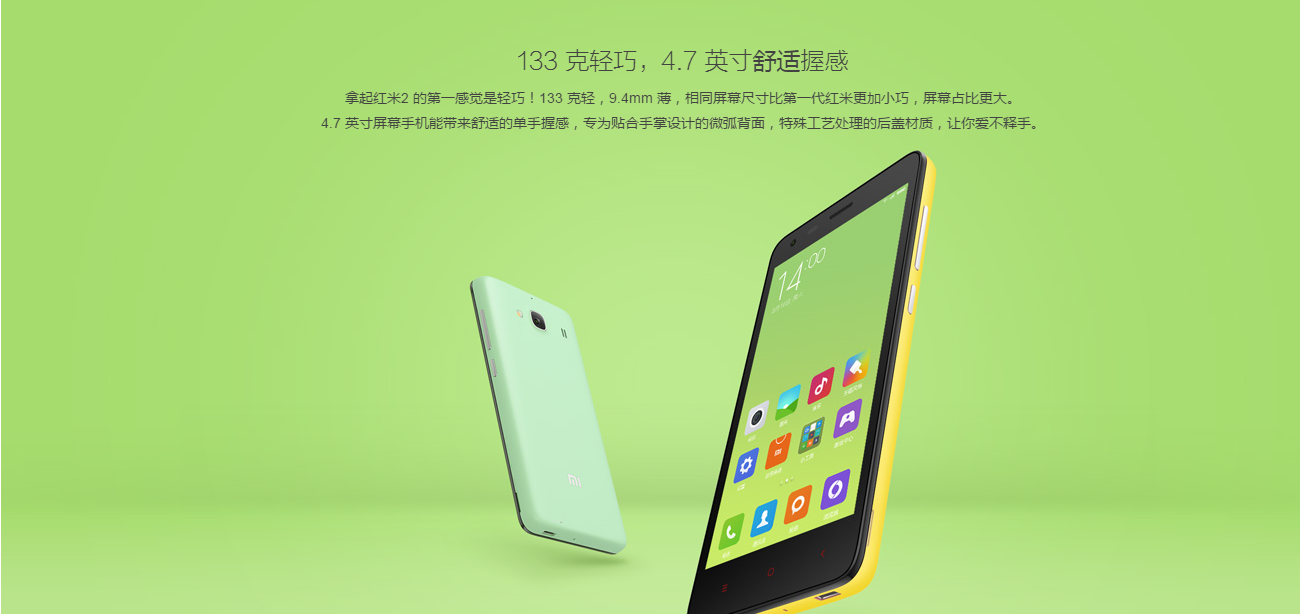 133 克轻巧，4.7 英寸舒适握感
拿起红米2 的第一感觉是轻巧！133 克轻，9.4mm 薄，相同屏幕尺寸比第一代红米更加小巧，屏幕占比更大。
4.7 英寸屏幕手机能带来舒适的单手握感，专为贴合手掌设计的微弧背面，特殊工艺处理的后盖材质，让你爱不释手。
14:00
mi